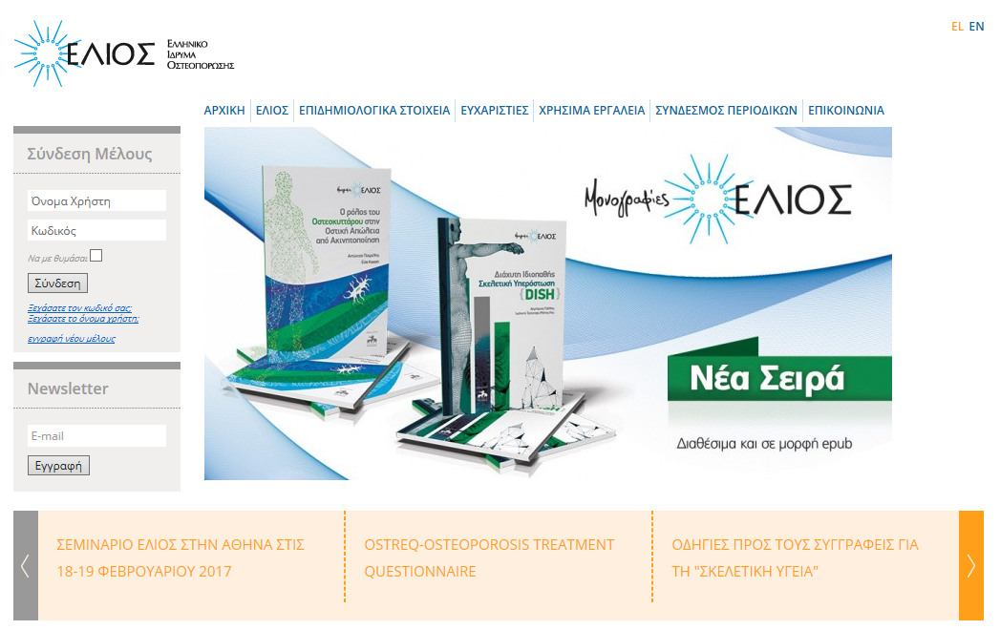 EL EN
ΕΛΙΟΣ
ΕΛΛΗΝΙΚΟ
ΙΔΡΥΜΑ
ΟΣΤΕΟΠΟΡΩΣΗΣ
ΑΡΧΙΚΗ ΕΛΙΟΣ ΕΠΙΔΗΜΙΟΛΟΓΙΚΑ ΣΤΟΙΧΕΙΑ ΕΥΧΑΡΙΣΤΙΕΣ ΧΡΗΣΙΜΑ ΕΡΓΑΛΕΙΑ ΣΥΝΔΕΣΜΟΣ ΠΕΡΙΟΔΙΚΩΝ ΕΠΙΚΟΙΝΩΝΙΑ
Σύνδεση Μέλους
Όνομα Χρήστη
Κωδικός
Να με θυμάσαι
Σύνδεση
Ξεχάσατε τον κωδικό σας;
Ξεχάσατε το όνομα χρήστη;
εγγραφή νέου μέλους
Newsletter
E-mail
Εγγραφή
ΕΛΙΟΣ
Ο ρόλος του
Οστεοκυττάρου στην
Οστική Απώλεια
από Ακινητοποίηση
ΕΛΙΟΣ
Διάχυτη Ιδιοπαθής
Σκελετική Υπερόστωση
(DISH)
Μονογραφίες ΕΛΙΟΣ
Νέα Σειρά
Διαθέσιμα και σε μορφή epub
ΣΕΜΙΝΑΡΙΟ ΕΛΙΟΣ ΣΤΗΝ ΑΘΗΝΑ ΣΤΙΣ
18-19 ΦΕΒΡΟΥΑΡΙΟΥ 2017
OSTREQ-OSTEOPOROSIS TREATMENT
QUESTIONNAIRE
ΟΔΗΓΙΕΣ ΠΡΟΣ ΤΟΥΣ ΣΥΓΓΡΑΦΕΙΣ ΓΙΑ
ΤΗ "ΣΚΕΛΕΤΙΚΗ ΥΓΕΙΑ"